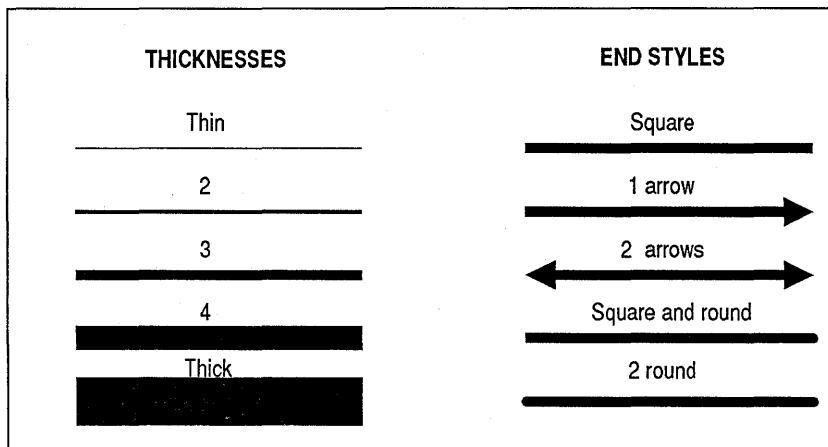 THICKNESSES
Thin
2
3
4
Thick
END STYLES
Square
1 arrow
2 arrows
Square and round
2 round